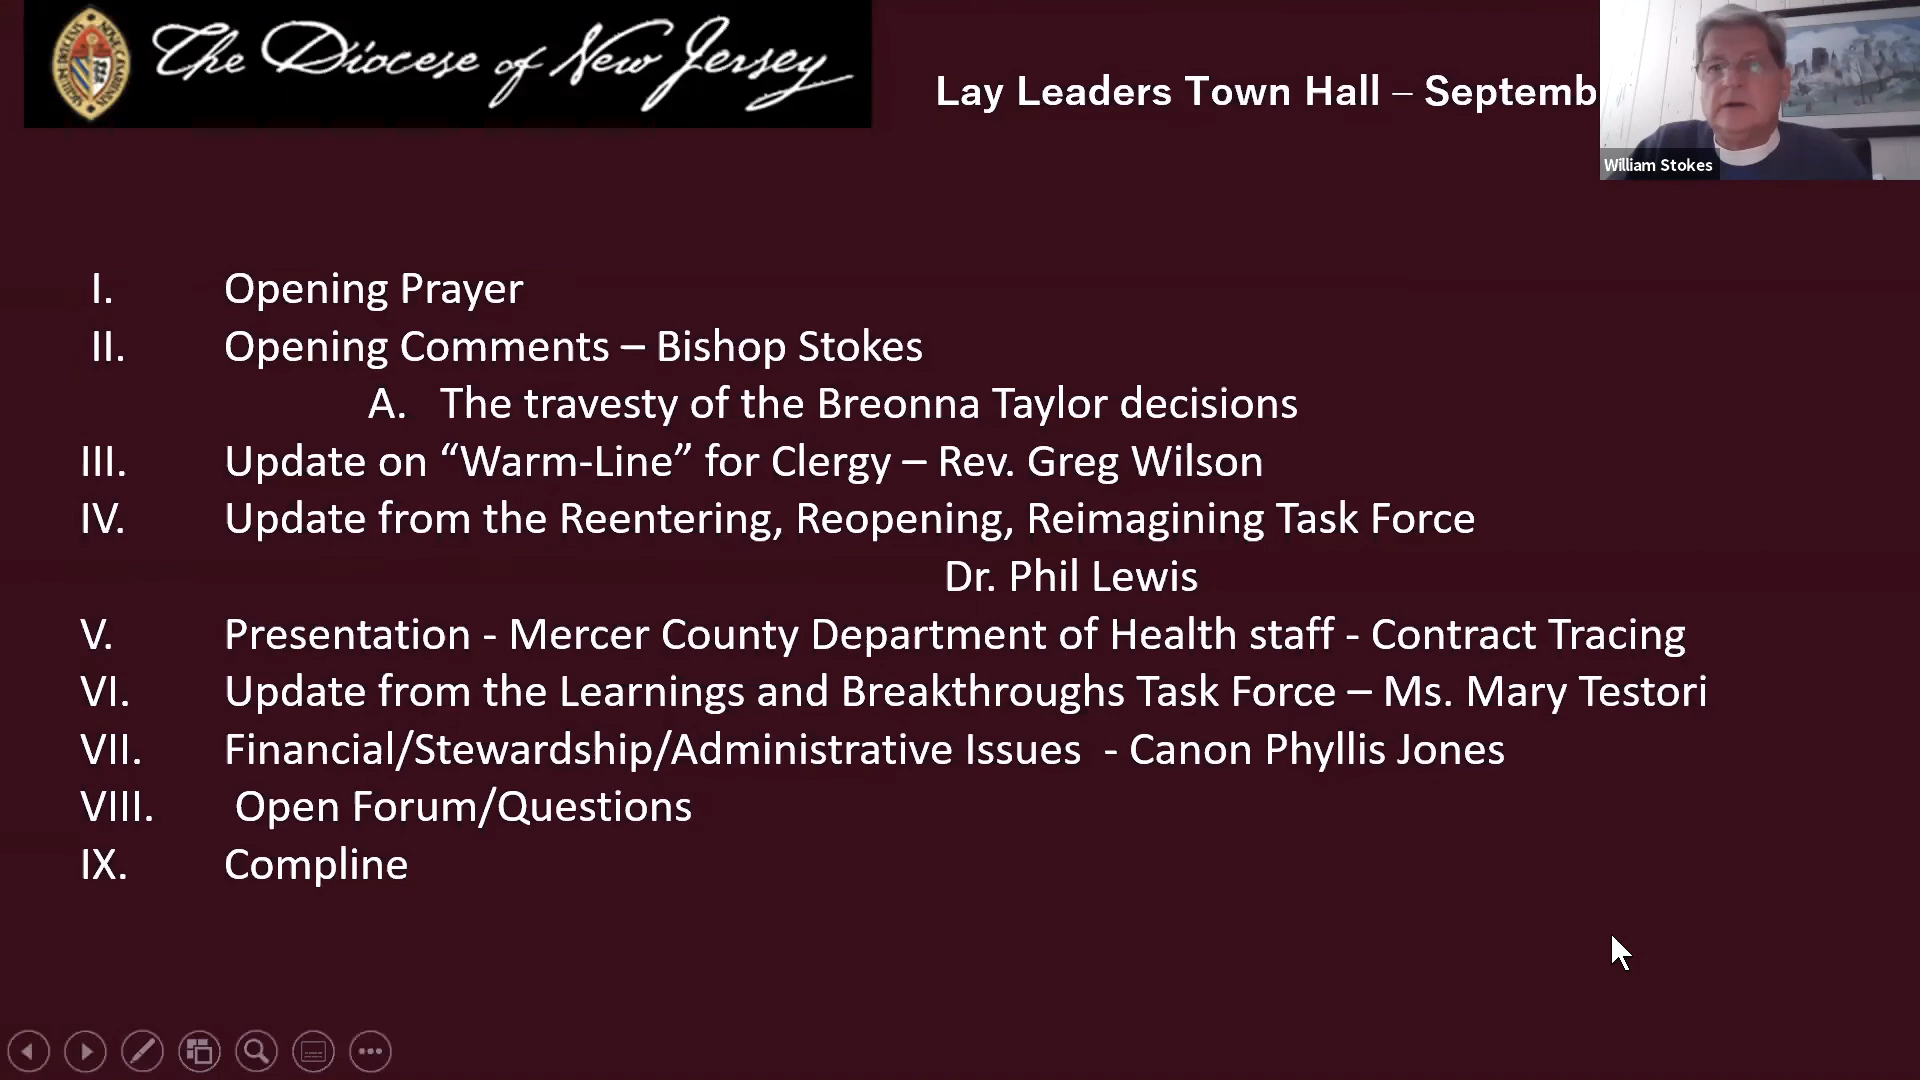 The Diocese of New Jersey
Lay Leaders Town Hall – Septemb
William Stokes
I. Opening Prayer
II. Opening Comments – Bishop Stokes
A. The travesty of the Breonna Taylor decisions
III. Update on “Warm-Line” for Clergy – Rev. Greg Wilson
IV. Update from the Reentering, Reopening, Reimagining Task Force
Dr. Phil Lewis
V. Presentation - Mercer County Department of Health staff - Contract Tracing
VI. Update from the Learnings and Breakthroughs Task Force – Ms. Mary Testori
VII. Financial/Stewardship/Administrative Issues - Canon Phyllis Jones
VIII. Open Forum/Questions
IX. Compline